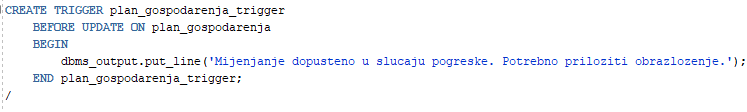 CREATE TRIGGER plan_gospodarenja_trigger
BEFORE UPDATE ON plan_gospodarenja
BEGIN
dbms_output.put_line('Mijenjanje dopusteno u slucaju pogreske. Potrebno priloziti obrazlozenje.');
END plan_gospodarenja_trigger;
/